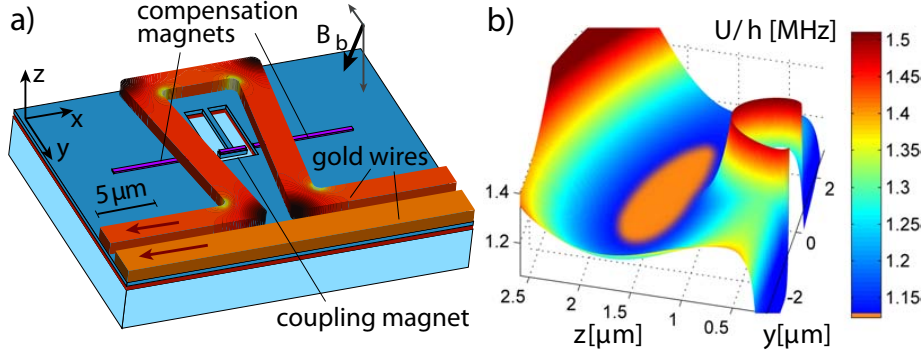 a)
compensation
magnets
B b
z
x
y
gold wires
5 μm
coupling magnet
b)
U/h [MHz]
1.5
1.45
1.4
1.35
1.3
1.25
1.2
1.15
1.4
1.2
2.5
2
1.5
1
0.5
z[μm]
2
0
-2
y[μm]